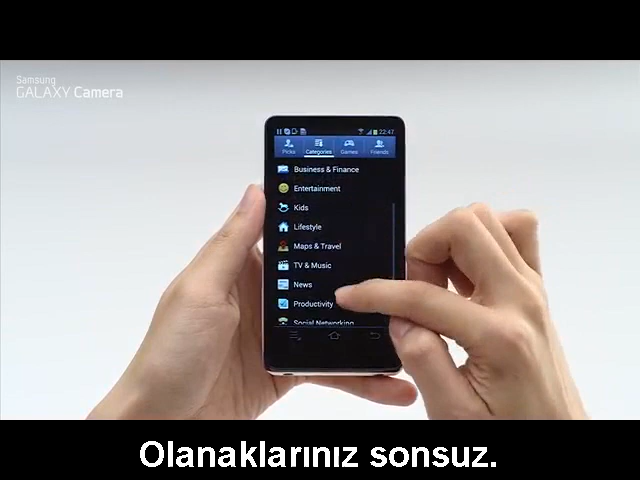 Samsung
GALAXY Camera
22:47
Picks
Categories
Games
Friends
Business & Finance
Entertainment
Kids
Lifestyle
Maps & Travel
TV & Music
News
Productivity
Social Networking
Olanaklarınız sonsuz.